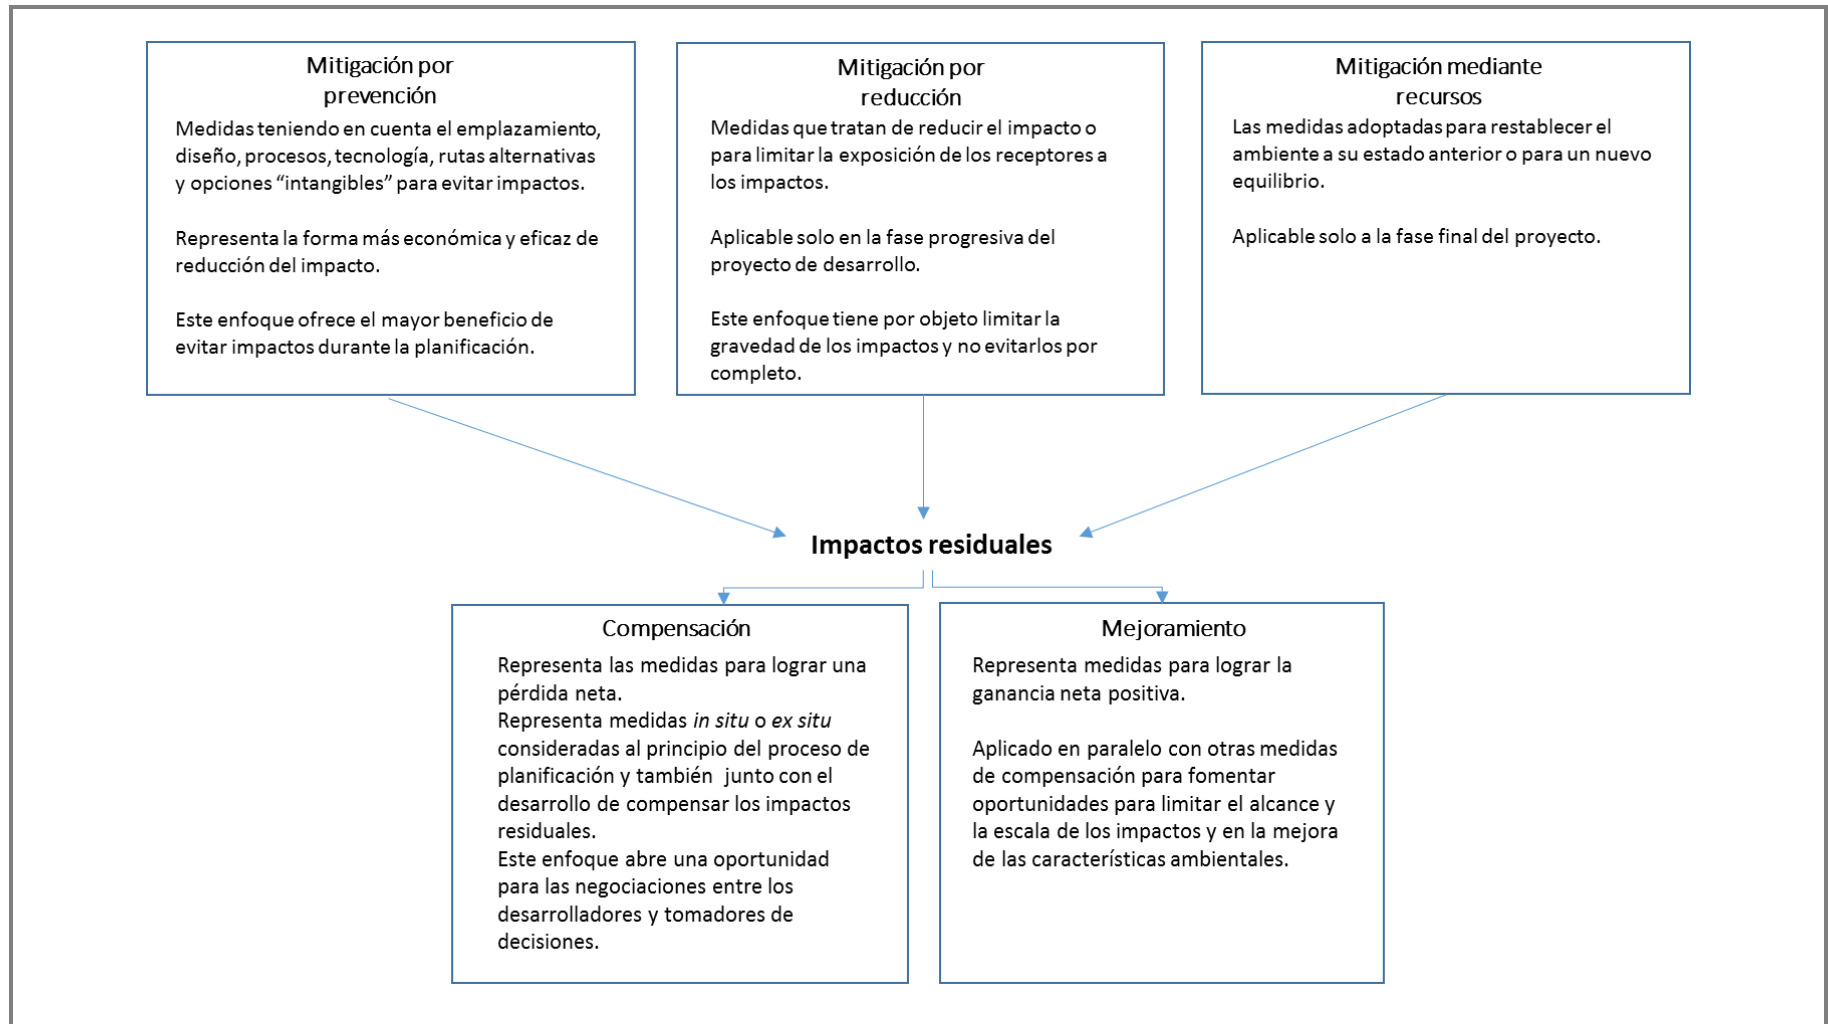 Mitigación por
prevención
Medidas teniendo en cuenta el emplazamiento,
diseño, procesos, tecnología, rutas alternativas
y opciones “intangibles” para evitar impactos.
Representa la forma más económica y eficaz de
reducción del impacto.
Este enfoque ofrece el mayor beneficio de
evitar impactos durante la planificación.
Mitigación por
reducción
Medidas que tratan de reducir el impacto o
para limitar la exposición de los receptores a
los impactos.
Aplicable solo en la fase progresiva del
proyecto de desarrollo.
Este enfoque tiene por objeto limitar la
gravedad de los impactos y no evitarlos por
completo.
Mitigación mediante
recursos
Las medidas adoptadas para restablecer el
ambiente a su estado anterior o para un nuevo
equilibrio.
Aplicable solo a la fase final del proyecto.
Impactos residuales
Compensación
Representa las medidas para lograr una
pérdida neta.
Representa medidas in situ o ex situ
consideradas al principio del proceso de
planificación y también junto con el
desarrollo de compensar los impactos
residuales.
Este enfoque abre una oportunidad
para las negociaciones entre los
desarrolladores y tomadores de
decisiones.
Mejoramiento
Representa medidas para lograr la
ganancia neta positiva.
Aplicado en paralelo con otras medidas
de compensación para fomentar
oportunidades para limitar el alcance y
la escala de los impactos y en la mejora
de las características ambientales.